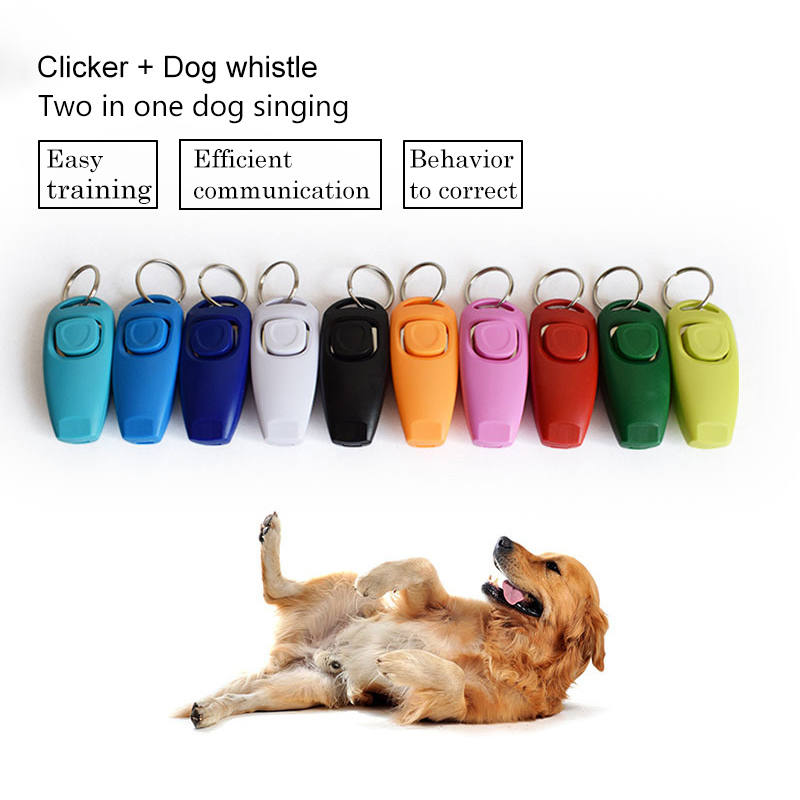 Clicker + Dog whistle
Two in one dog singing
Easy
training
Efficient
communication
Behavior
to correct